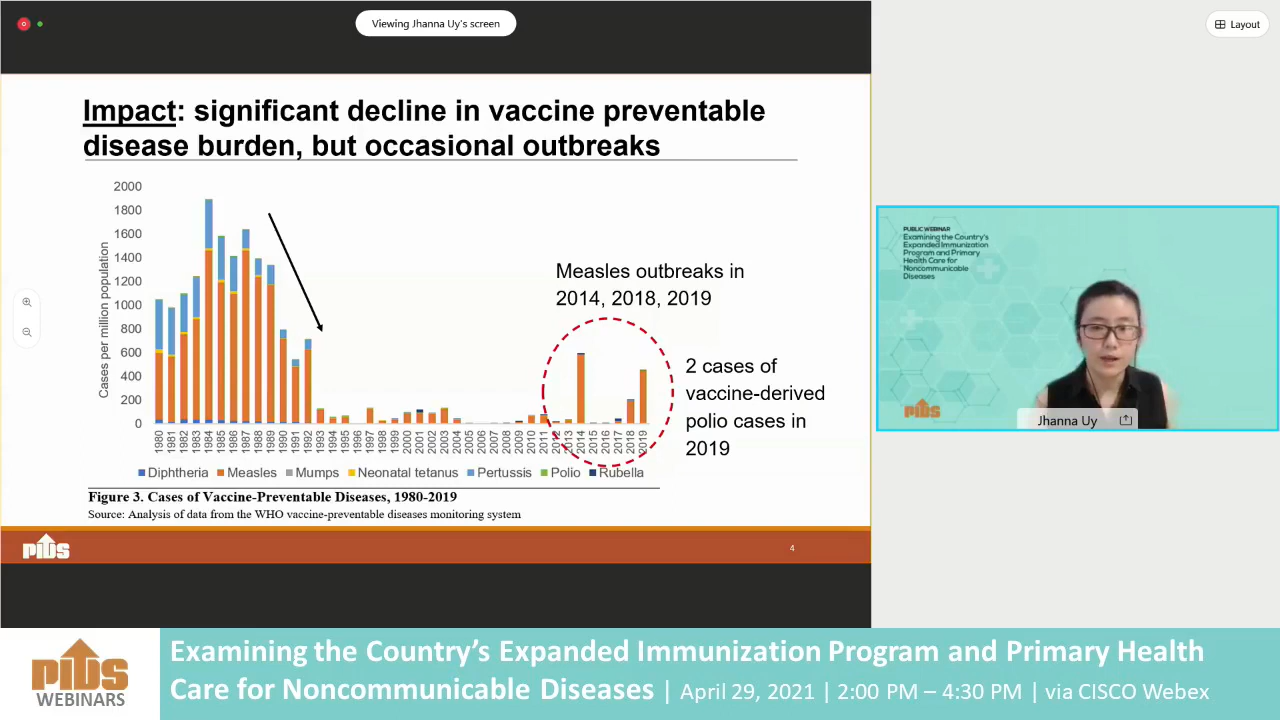 Viewing Jhanna Uy's screen
Layout
Impact: significant decline in vaccine preventable
disease burden, but occasional outbreaks
Cases per million population
2000
1800
1600
1400
1200
1000
800
600
400
200
0
1980 1981 1982 1983 1984 1985 1986 1987 1988 1989 1990 1991 1992 1993 1994 1995 1996 1997 1998 1999 2000 2001 2002 2003 2004 2005 2006 2007 2008 2009 2010 2011 2012 2013 2014 2015 2016 2017 2018 2019
Measles outbreaks in
2014, 2018, 2019
2 cases of
vaccine-derived
polio cases in
2019
Diphtheria Measles Mumps Neonatal tetanus Pertussis Polio Rubella
Figure 3. Cases of Vaccine-Preventable Diseases, 1980-2019
Source: Analysis of data from the WHO vaccine-preventable diseases monitoring system
PIDS
4
PUBLIC WEBINAR
Examining the Country's
Expanded Immunization
Program and Primary
Health Care for
Noncommunicable
Diseases
PIDS
Jhanna Uy
PIDS
WEBINARS
Examining the Country's Expanded Immunization Program and Primary Health
Care for Noncommunicable Diseases | April 29, 2021 | 2:00 PM – 4:30 PM | via CISCO Webex